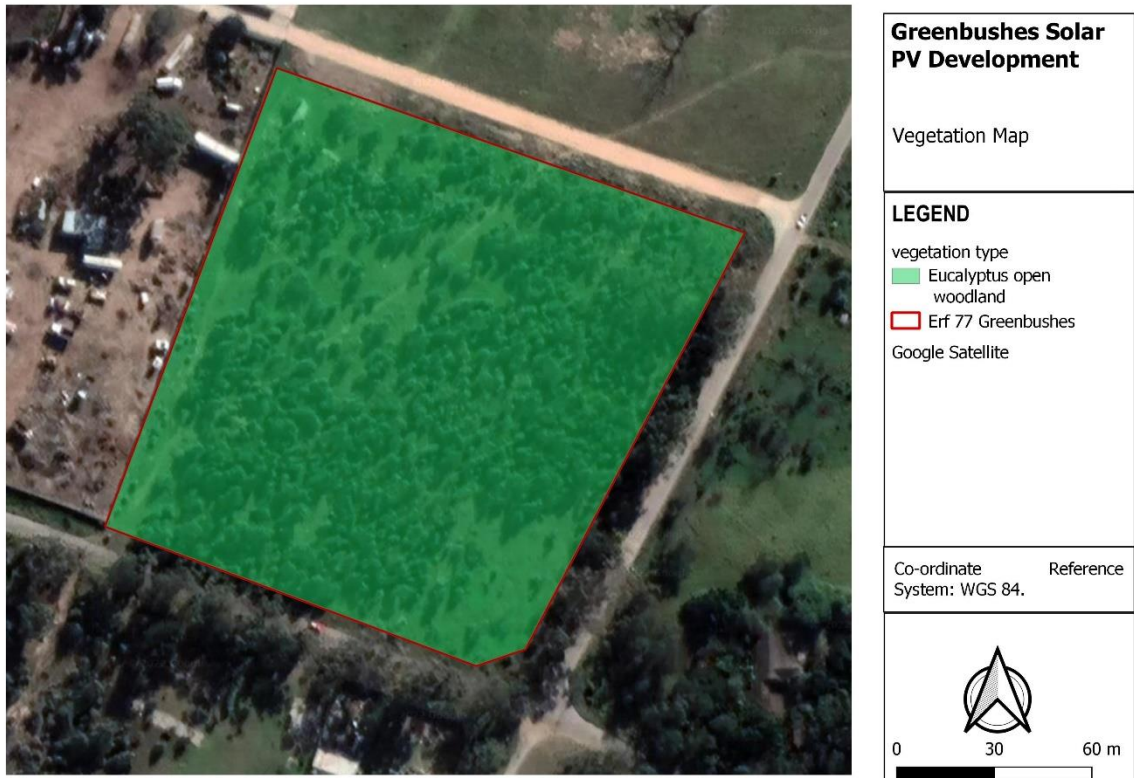 Greenbushes Solar
PV Development
Vegetation Map
LEGEND
vegetation type
Eucalyptus open
woodland
Erf 77 Greenbushes
Google Satellite
Co-ordinate Reference
System: WGS 84.
0 30 60 m